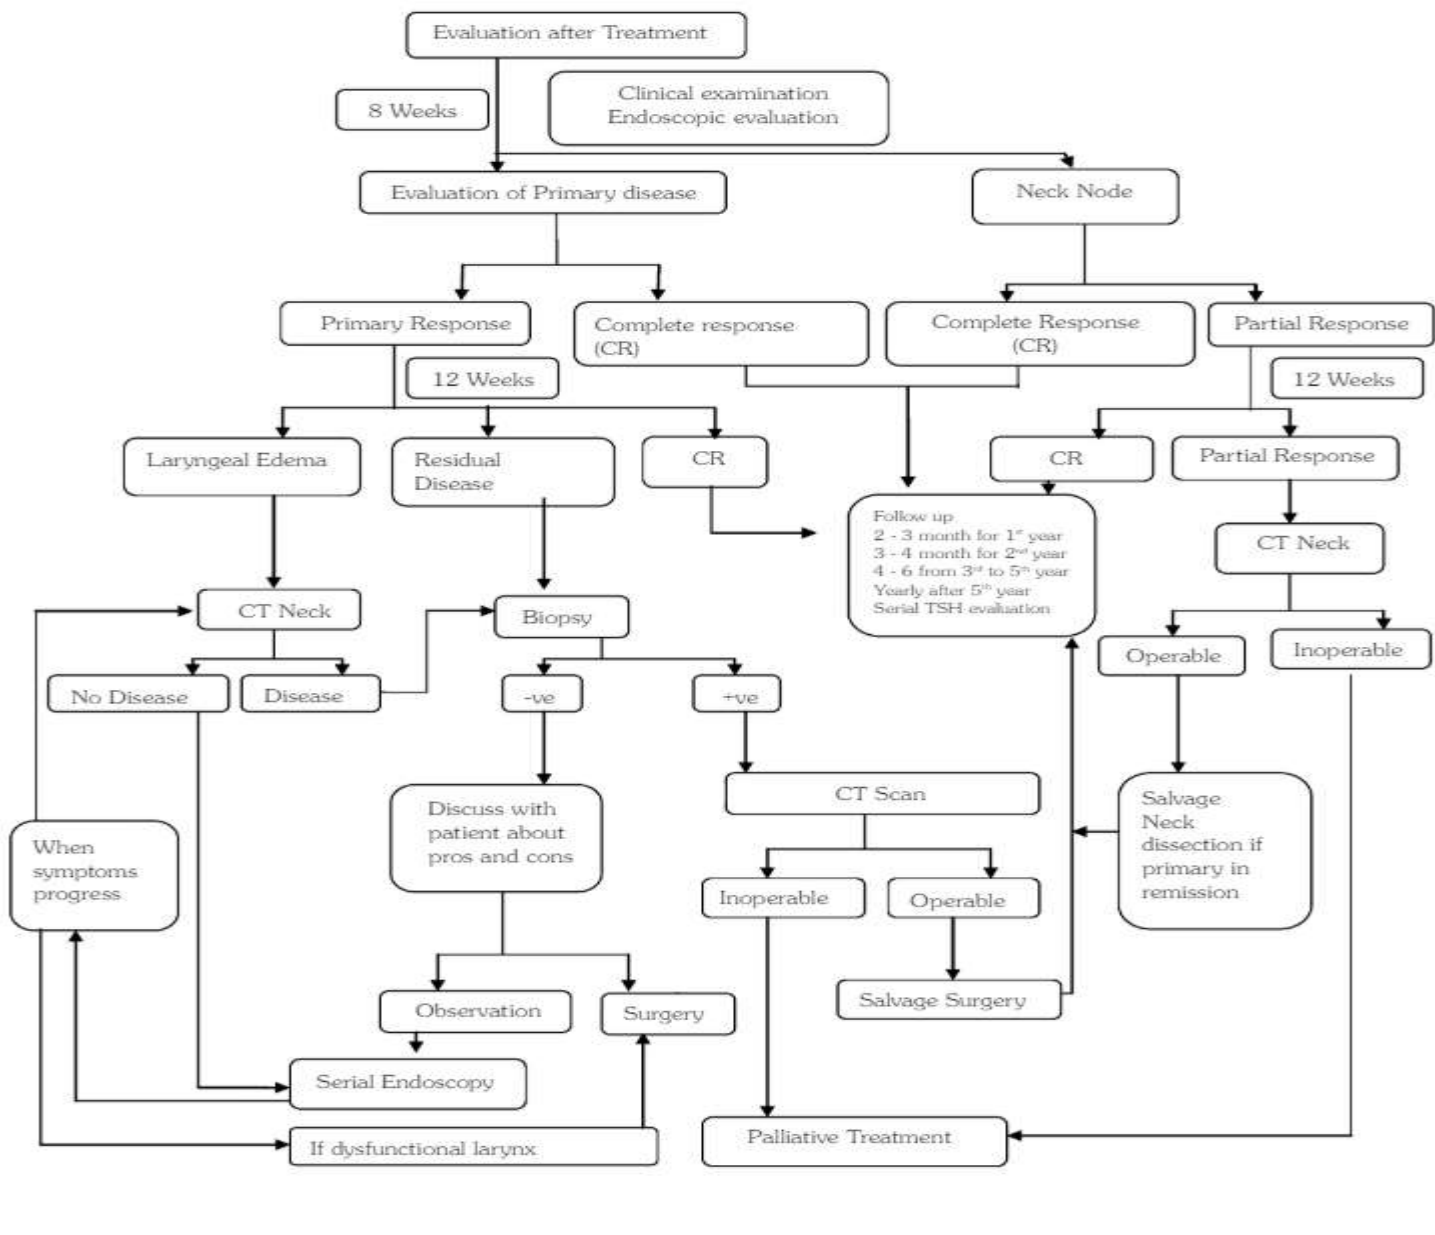 Evaluation after Treatment
8 Weeks
Clinical examination
Endoscopic evaluation
Evaluation of Primary disease
Neck Node
Primary Response
Complete response
(CR)
Complete Response
(CR)
Partial Response
12 Weeks
12 Weeks
Laryngeal Edema
Residual
Disease
CR
CR
Partial Response
Follow up
2 - 3 month for 1st year
3 - 4 month for 2nd year
4 - 6 from 3rd to 5th year
Yearly after 5th year
Serial TSH evaluation
CT Neck
CT Neck
Biopsy
Operable
Inoperable
No Disease
Disease
-ve
+ve
CT Scan
Discuss with
patient about
pros and cons
Salvage
Neck
dissection if
primary in
remission
When
symptoms
progress
Inoperable
Operable
Observation
Surgery
Salvage Surgery
Serial Endoscopy
If dysfunctional larynx
Palliative Treatment